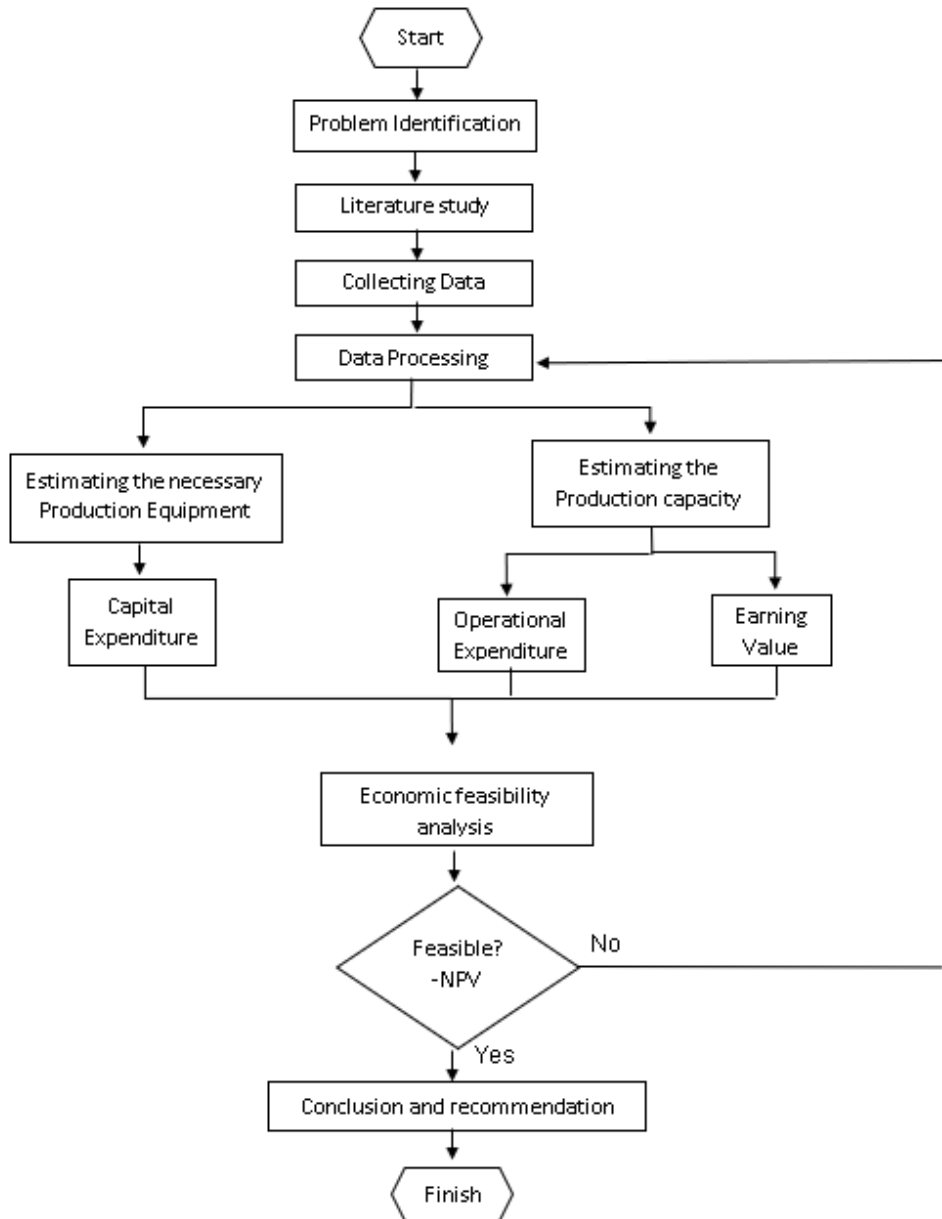 Start
Problem Identification
Literature study
Collecting Data
Data Processing
Estimating the necessary
Production Equipment
Estimating the
Production capacity
Capital
Expenditure
Operational
Expenditure
Earning
Value
Economic feasibility
analysis
Feasible?
-NPV
No
Yes
Conclusion and recommendation
Finish